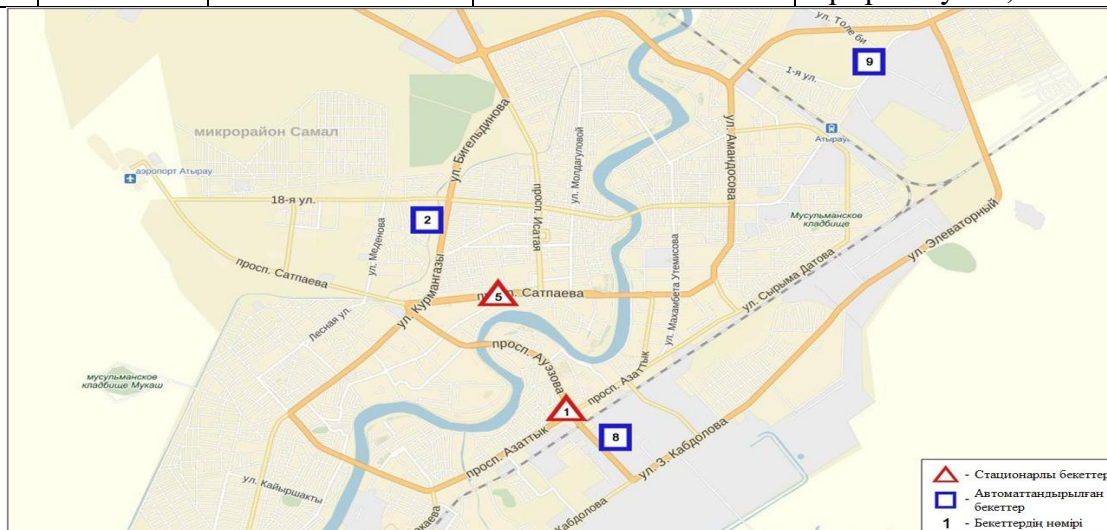 ул. Толе би
9
1-я ул.
ул. Бигельдинова
микрорайон Самал
ул. Молдагуловой
ул. Амандосова
Атырау
аэропорт Атырау
18-я ул.
просп. Исатая
2
Мусульманское
кладбище
ул. Элеваторный
ул. Меденова
ул. Махамбета Утемисова
ул. Сырыма Датова
просп. Сатпаева
ул. Курмангазы
5
Сатпаева
Лесная ул.
просп. Ауэзова
просп. Азаттык
мусульманское
кладбище Мукаш
1
8
просп. Азаттык
ул. З. Кабдолова
ул. Кайыршакты
Кабдолова
- Стационарлы бекеттер
- Автоматтандырылған
бекеттер
1 - Бекеттердің нөмірі